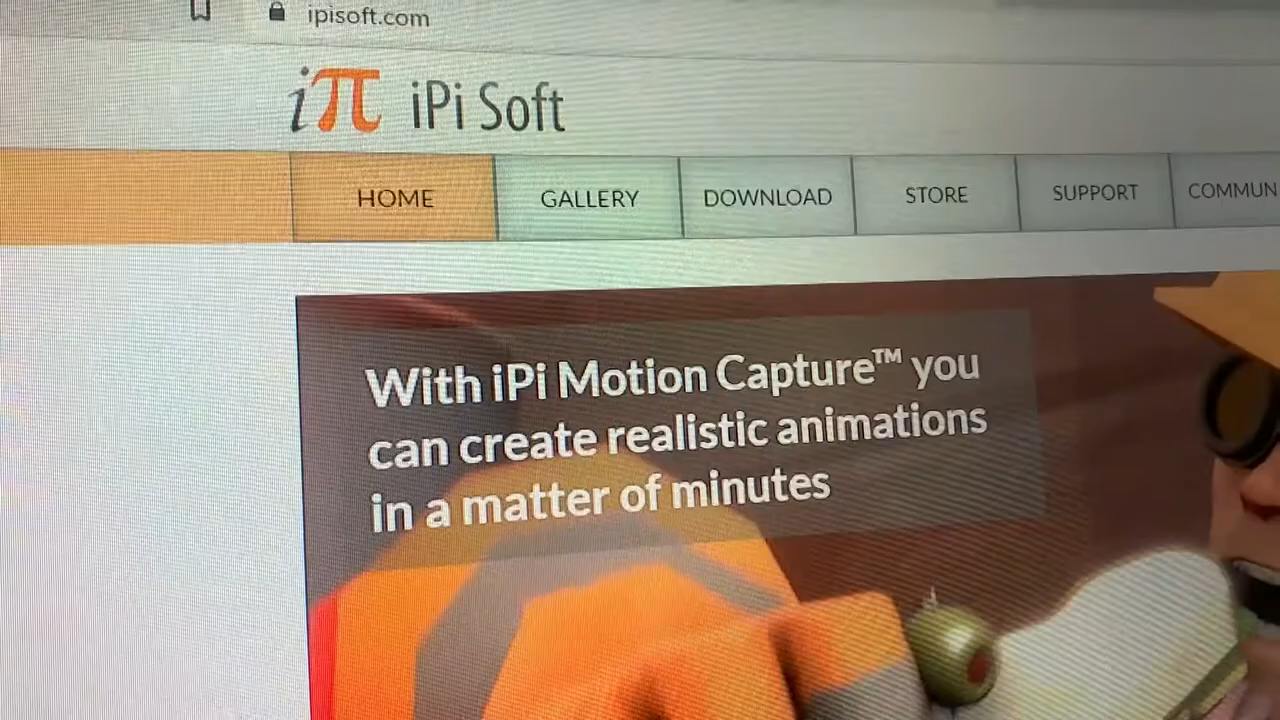 ipisoft.com
iπ iPi Soft
HOME GALLERY DOWNLOAD STORE SUPPORT COMMUN
With iPi Motion Capture™ you
can create realistic animations
in a matter of minutes